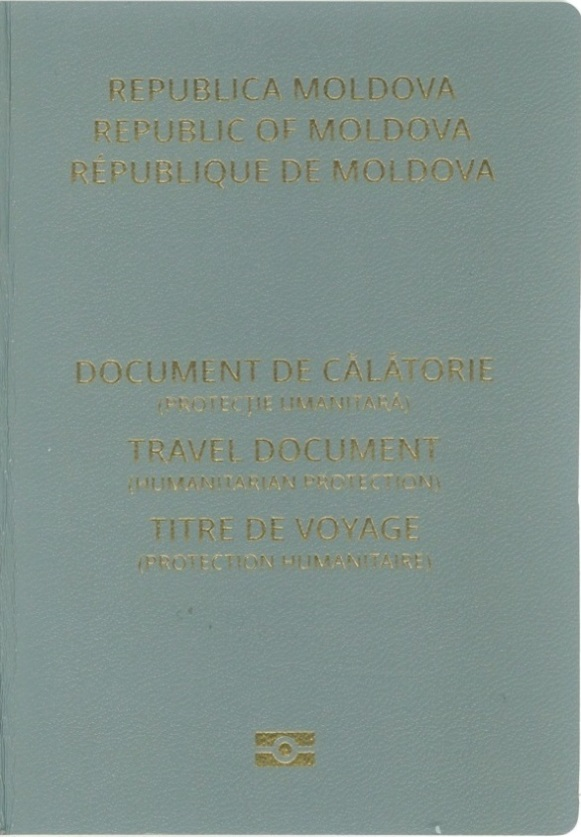 REPUBLICA MOLDOVA
REPUBLIC OF MOLDOVA
RÉPUBLIQUE DE MOLDOVA
DOCUMENT DE CĂLĂTORIE
(PROTECŢIE UMANITARĂ)
TRAVEL DOCUMENT
(HUMANITARIAN PROTECTION)
TITRE DE VOYAGE
(PROTECTION HUMANITAIRE)